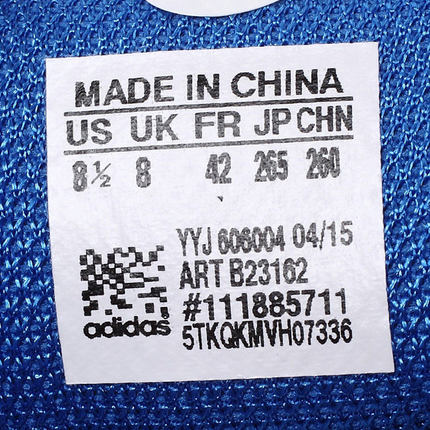 MADE IN CHINA
US UK FR JP CHN
8½ 8 42 265 260
YYJ 606004 04/15
ART B23162
#111885711
adidas 5TKQKMVH07336